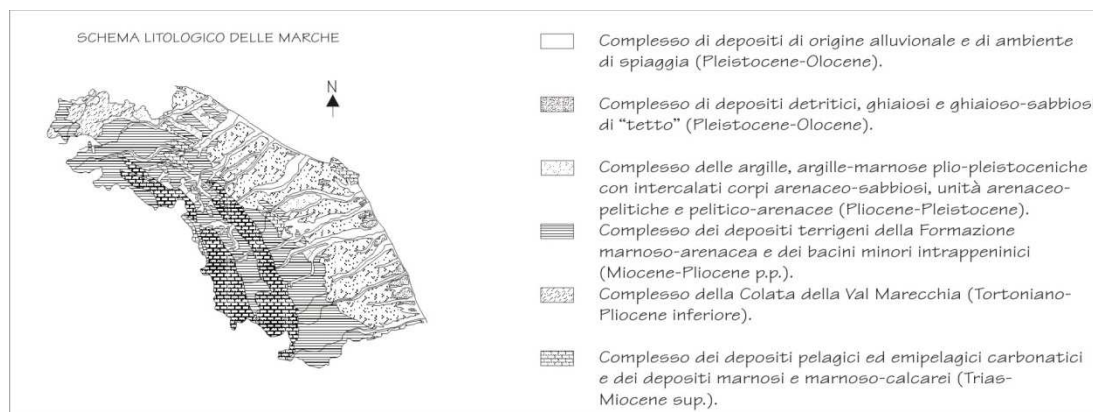 SCHEMA LITOLOGICO DELLE MARCHE
N
Complesso di depositi di origine alluvionale e di ambiente
di spiaggia (Pleistocene-Olocene).
Complesso di depositi detritici, ghiaiosi e ghiaioso-sabbiosi
di "tetto" (Pleistocene-Olocene).
Complesso delle argille, argille-marnose plio-pleistoceniche
con intercalati corpi arenaceo-sabbiosi, unità arenaceo-
pelitiche e pelitico-arenacee (Pliocene-Pleistocene).
Complesso dei depositi terrigeni della Formazione
marnoso-arenacea e dei bacini minori intrappeninici
(Miocene-Pliocene p.p.).
Complesso della Colata della Val Marecchia (Tortoniano-
Pliocene inferiore).
Complesso dei depositi pelagici ed emipelagici carbonatici
e dei depositi marnosi e marnoso-calcarei (Trias-
Miocene sup.).